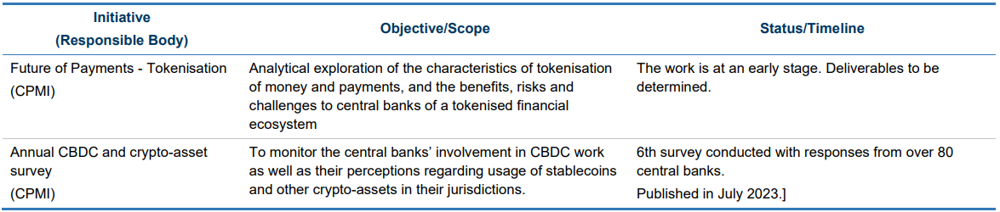 Initiative
(Responsible Body)
Objective/Scope
Status/Timeline
Future of Payments - Tokenisation
(CPMI)
Analytical exploration of the characteristics of tokenisation
of money and payments, and the benefits, risks and
challenges to central banks of a tokenised financial
ecosystem
The work is at an early stage. Deliverables to be
determined.
Annual CBDC and crypto-asset
survey
(CPMI)
To monitor the central banks’ involvement in CBDC work
as well as their perceptions regarding usage of stablecoins
and other crypto-assets in their jurisdictions.
6th survey conducted with responses from over 80
central banks.
Published in July 2023.]